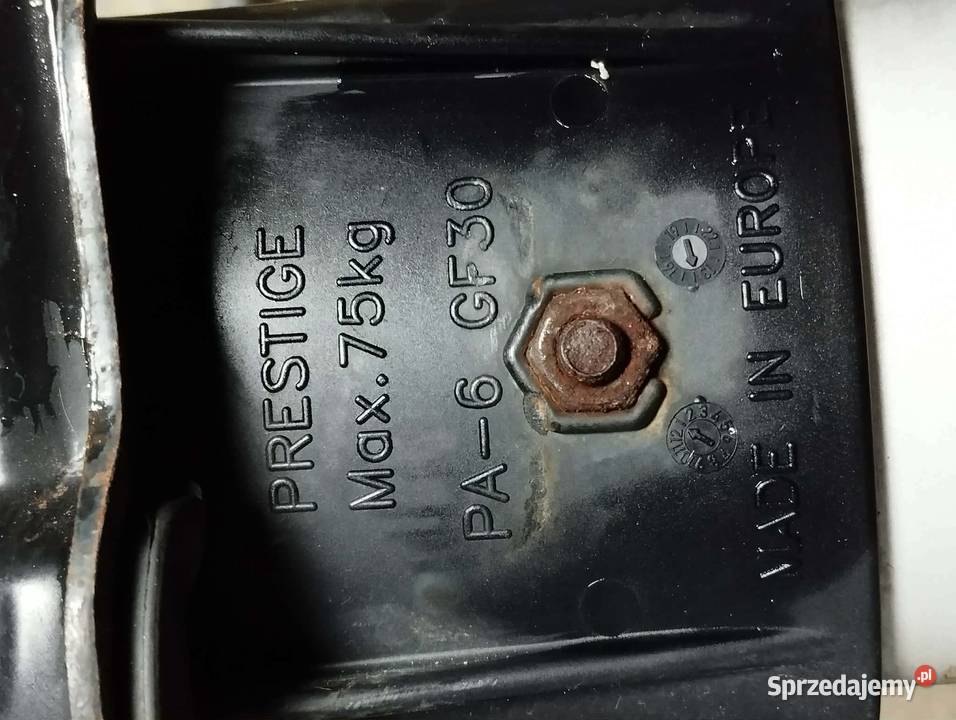 PRESTIGE
Max.75kg
PA-6 GF30
MADE IN EUROPE
Sprzedajemy.pl